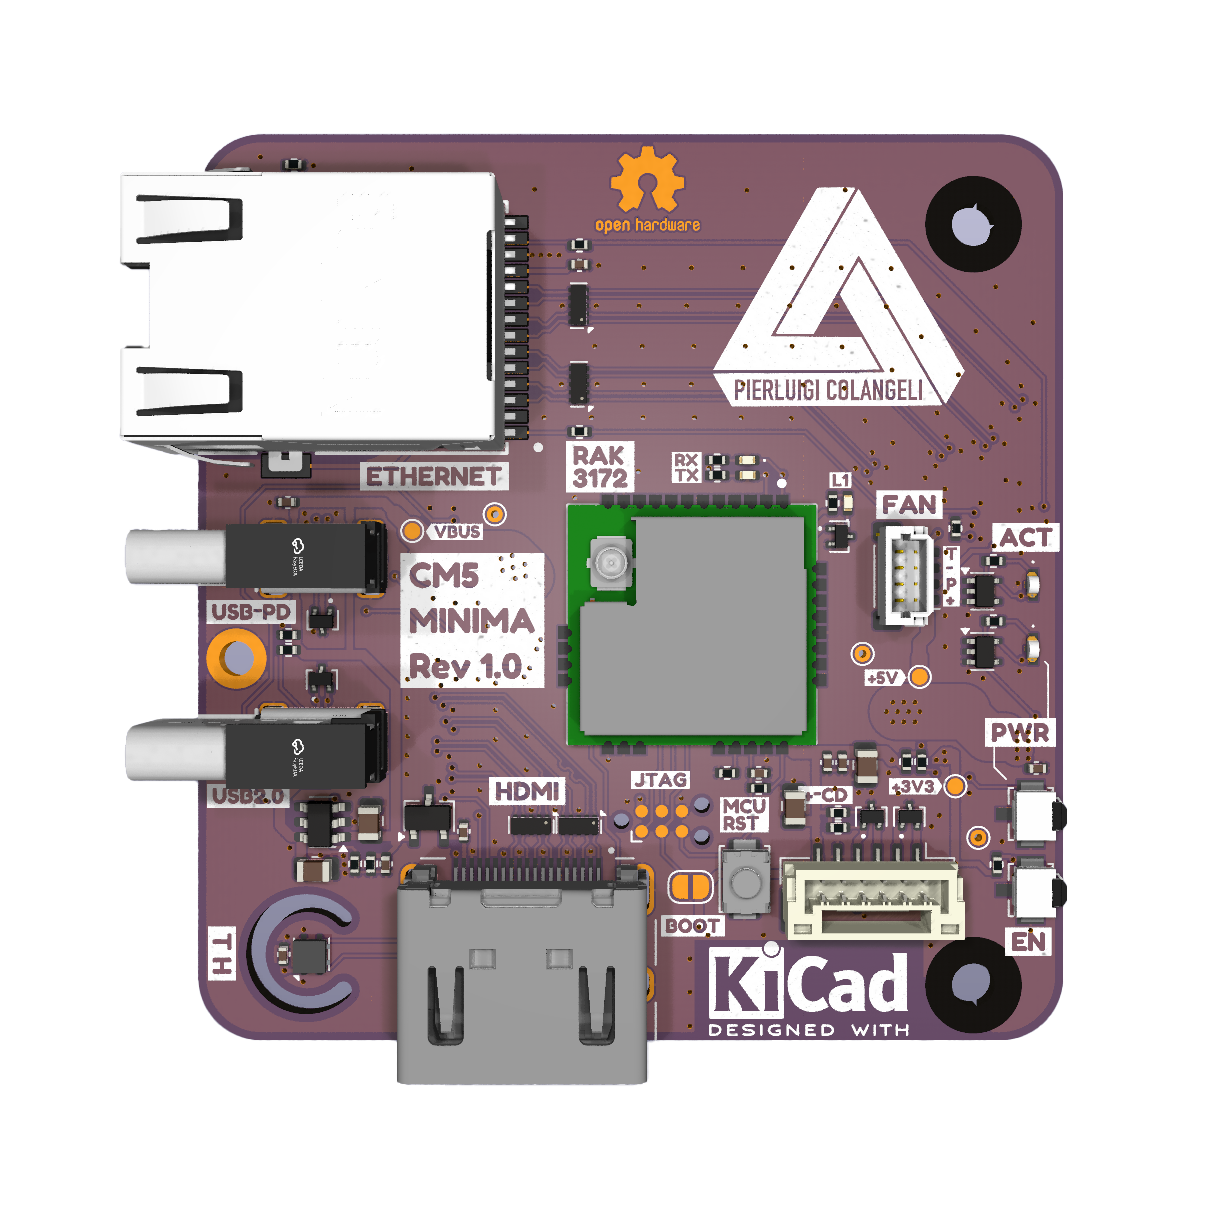 open hardware
PIERLUIGI COLANGELI
RAK
3172
RX
TX
ETHERNET
L1
FAN
VBUS
ACT
T
-
P
+
CM5
MINIMA
Rev 1.0
USB-PD
+5V
PWR
JTAG
HDMI
USB2.0
MCU
RST
+-CD
+3V3
BOOT
TH
EN
KiCad
DESIGNED WITH